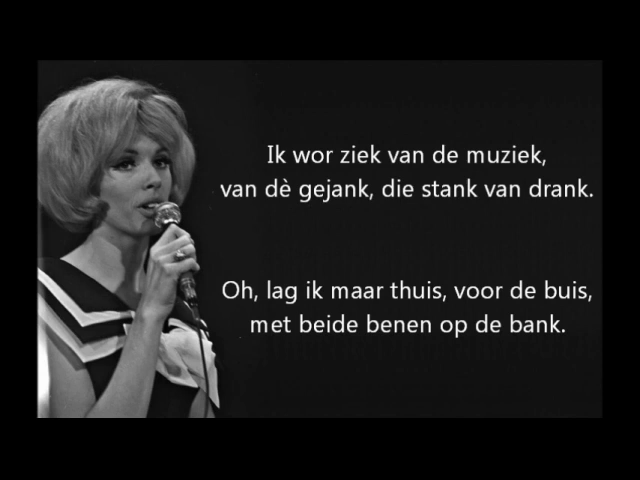 Ik wor ziek van de muziek,
van dè gejank, die stank van drank.
Oh, lag ik maar thuis, voor de buis,
met beide benen op de bank.